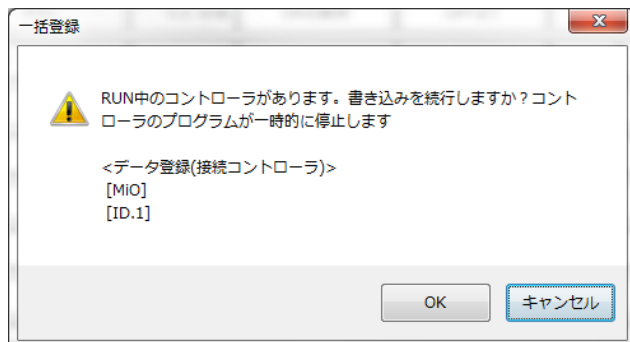 一括登録
RUN中のコントローラがあります。書き込みを続行しますか？コント
ローラのプログラムが一時的に停止します
<データ登録(接続コントローラ)>
[MiO]
[ID.1]
OK
キャンセル